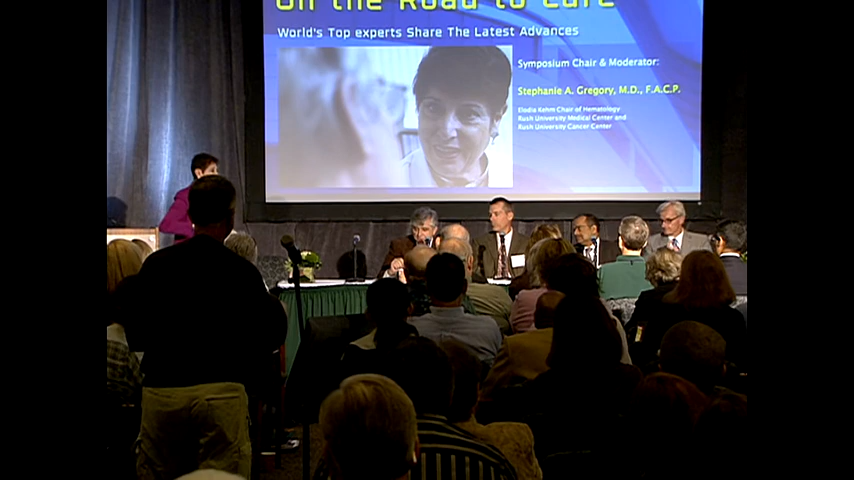 On the Road to Cure
World's Top experts Share The Latest Advances
Symposium Chair & Moderator:
Stephanie A. Gregory, M.D., F.A.C.P.
Elodia Kehm Chair of Hematology
Rush University Medical Center and
Rush University Cancer Center